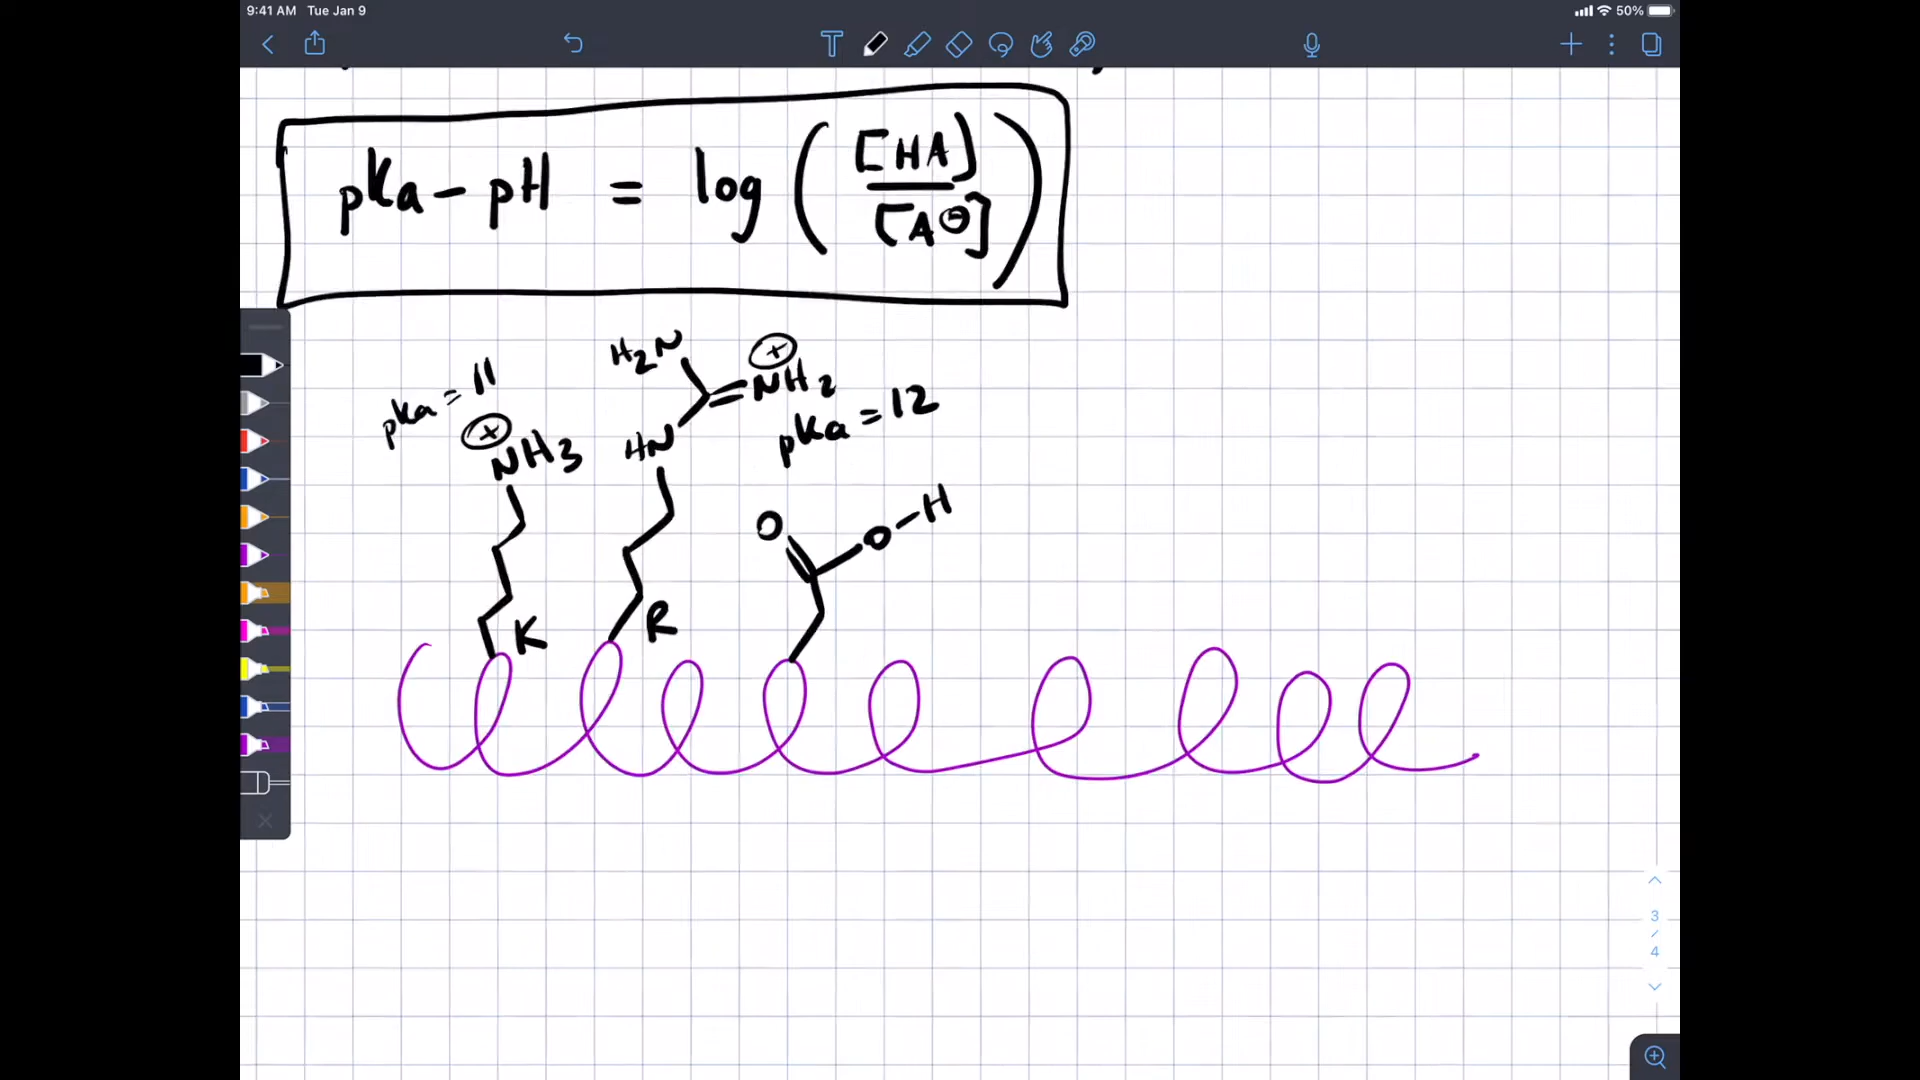 9:41 AM Tue Jan 9
50%
pKa - pH = log ( [HA] / [A⊖] )
pKa = 11
⊕
NH3
H2N
⊕
NH2
HN
pKa = 12
O
O-H
K
R
3
/
4